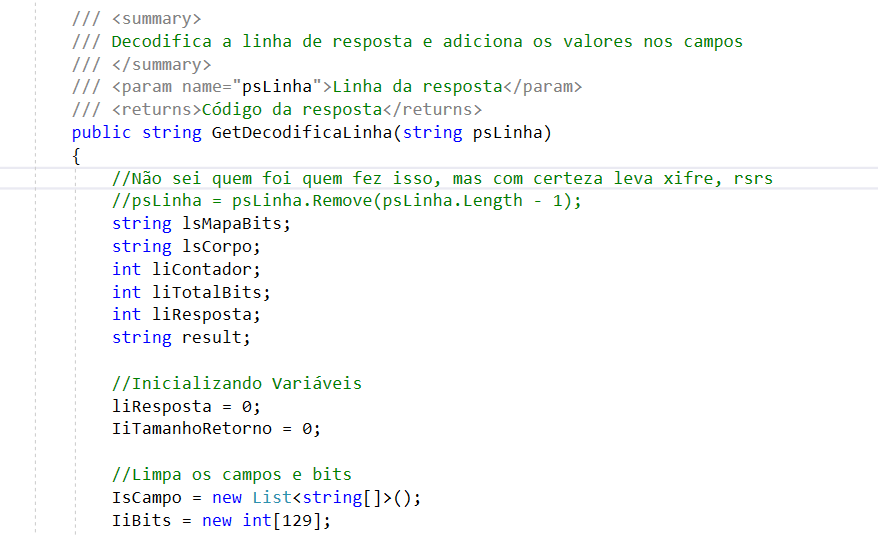 /// <summary>
/// Decodifica a linha de resposta e adiciona os valores nos campos
/// </summary>
/// <param name="psLinha">Linha da resposta</param>
/// <returns>Código da resposta</returns>
public string GetDecodificaLinha(string psLinha)
{
//Não sei quem foi quem fez isso, mas com certeza leva xifre, rsrs
//psLinha = psLinha.Remove(psLinha.Length - 1);
string lsMapaBits;
string lsCorpo;
int liContador;
int liTotalBits;
int liResposta;
string result;
//Inicializando Variáveis
liResposta = 0;
IiTamanhoRetorno = 0;
//Limpa os campos e bits
IsCampo = new List<string[]>();
IiBits = new int[129];